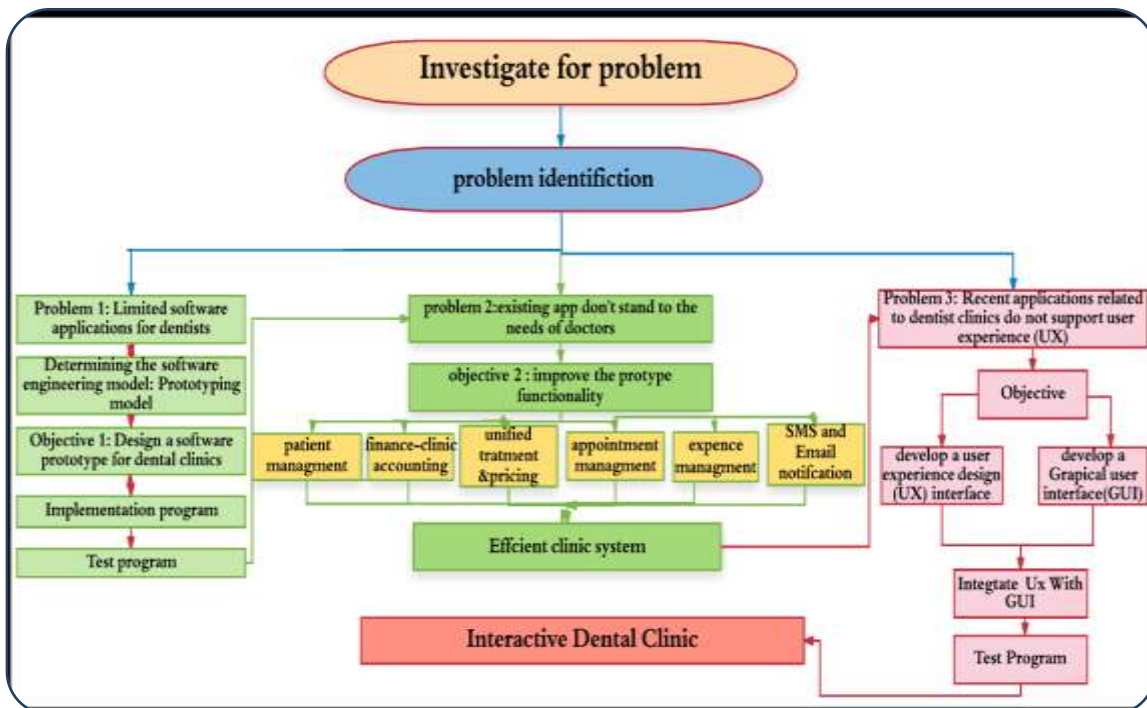 Investigate for problem
problem identifiction
Problem 1: Limited software
applications for dentists
Determining the software
engineering model: Prototyping
model
Objective 1: Design a software
prototype for dental clinics
Implementation program
Test program
problem 2:existing app don't stand to the
needs of doctors
objective 2 : improve the protype
functionality
patient
managment
finance-clinic
accounting
unified
tratment
&pricing
appointment
managment
expence
managment
SMS and
Email
notifcation
Effcient clinic system
Problem 3: Recent applications related
to dentist clinics do not support user
experience (UX)
Objective
develop a user
experience design
(UX) interface
develop a
Grapical user
interface(GUI)
Integtate Ux With
GUI
Test Program
Interactive Dental Clinic